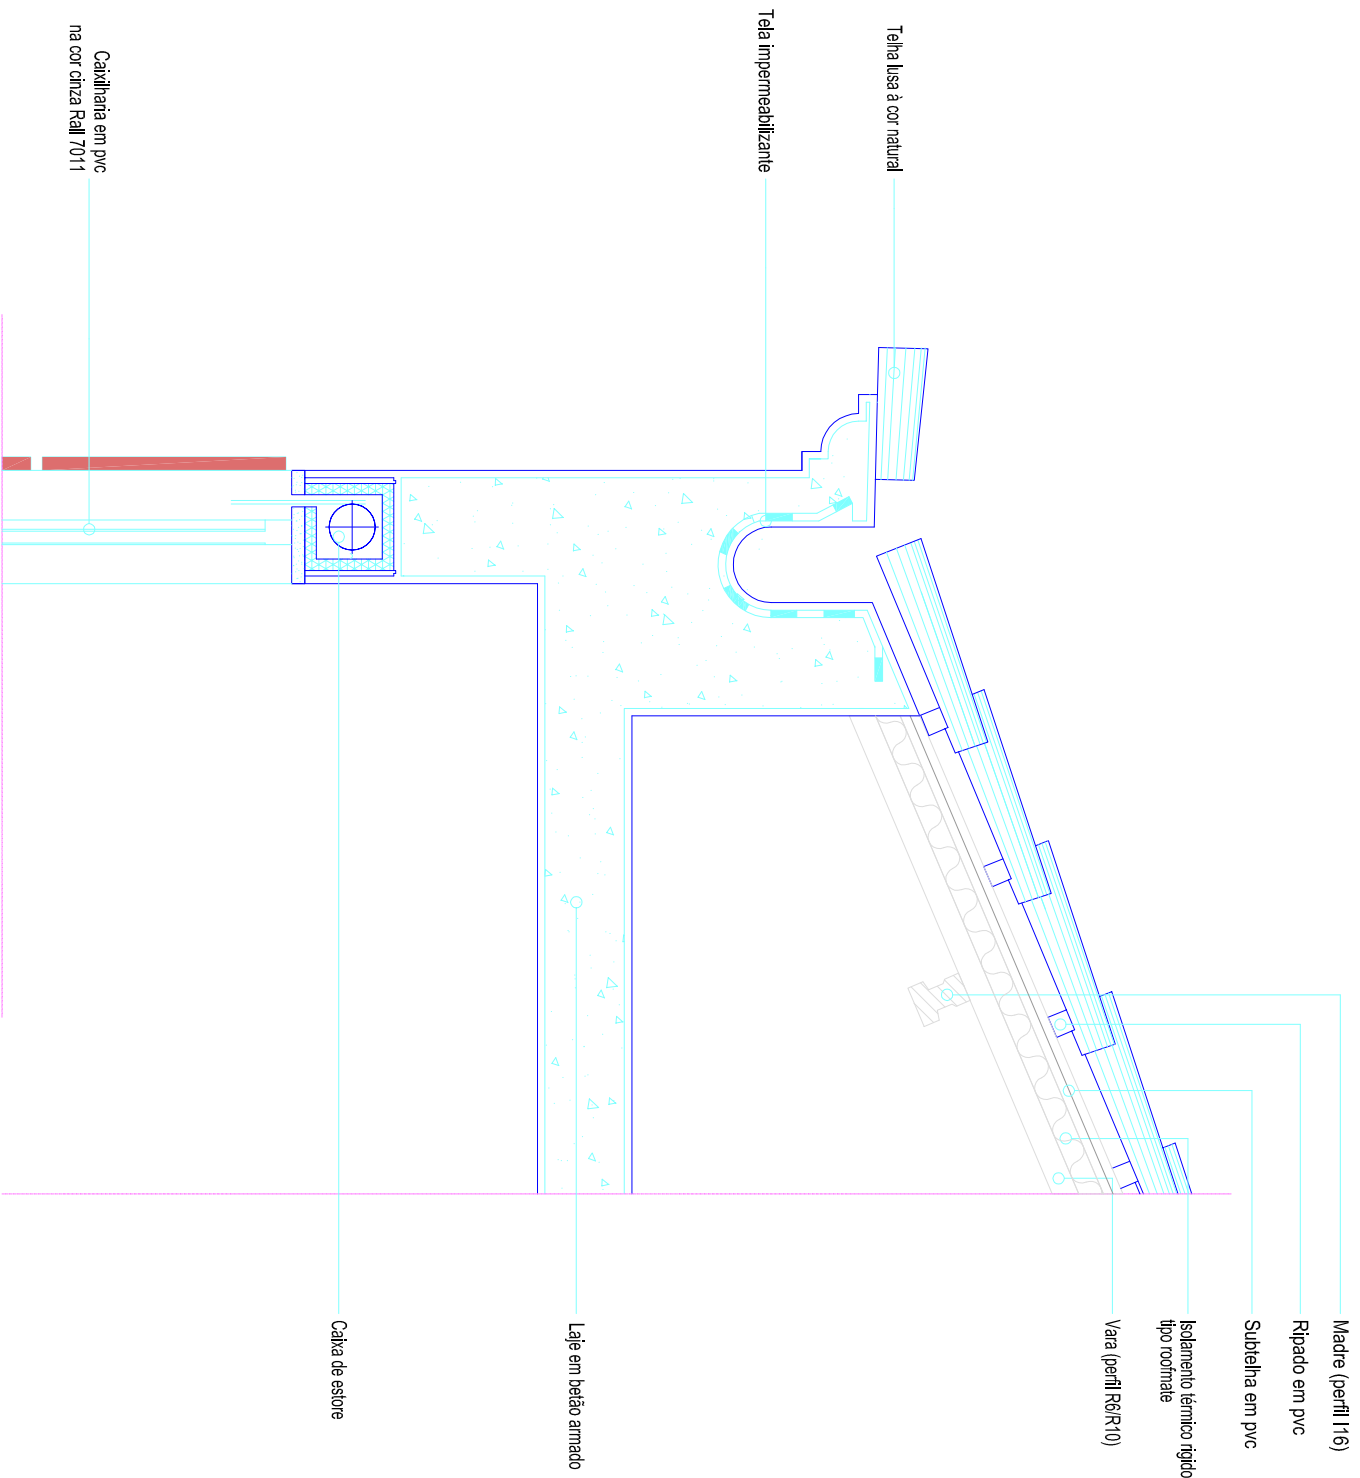 Madre (perfil I16)
Ripado em pvc
Subtelha em pvc
Isolamento térmico rigido
tipo roofmate
Vara (perfil R6/R10)
Telha lusa à cor natural
Tela impermeabilizante
Laje em betão armado
Caixa de estore
Caixilharia em pvc
na cor cinza Rall 7011